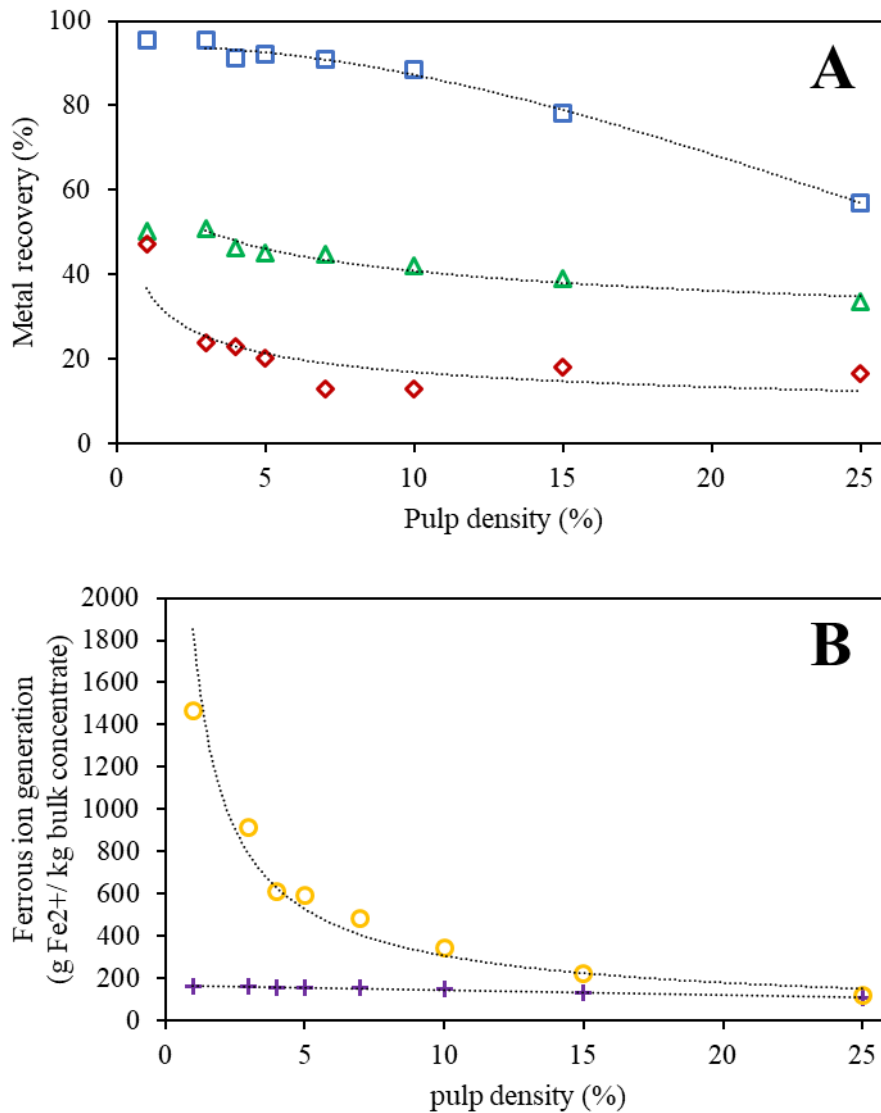 100
A
80
60
40
20
0
0 5 10 15 20 25
Metal recovery (%)
Pulp density (%)
2000
B
1800
1600
1400
1200
1000
800
600
400
200
0
0 5 10 15 20 25
Ferrous ion generation
(g Fe2+/ kg bulk concentrate)
pulp density (%)